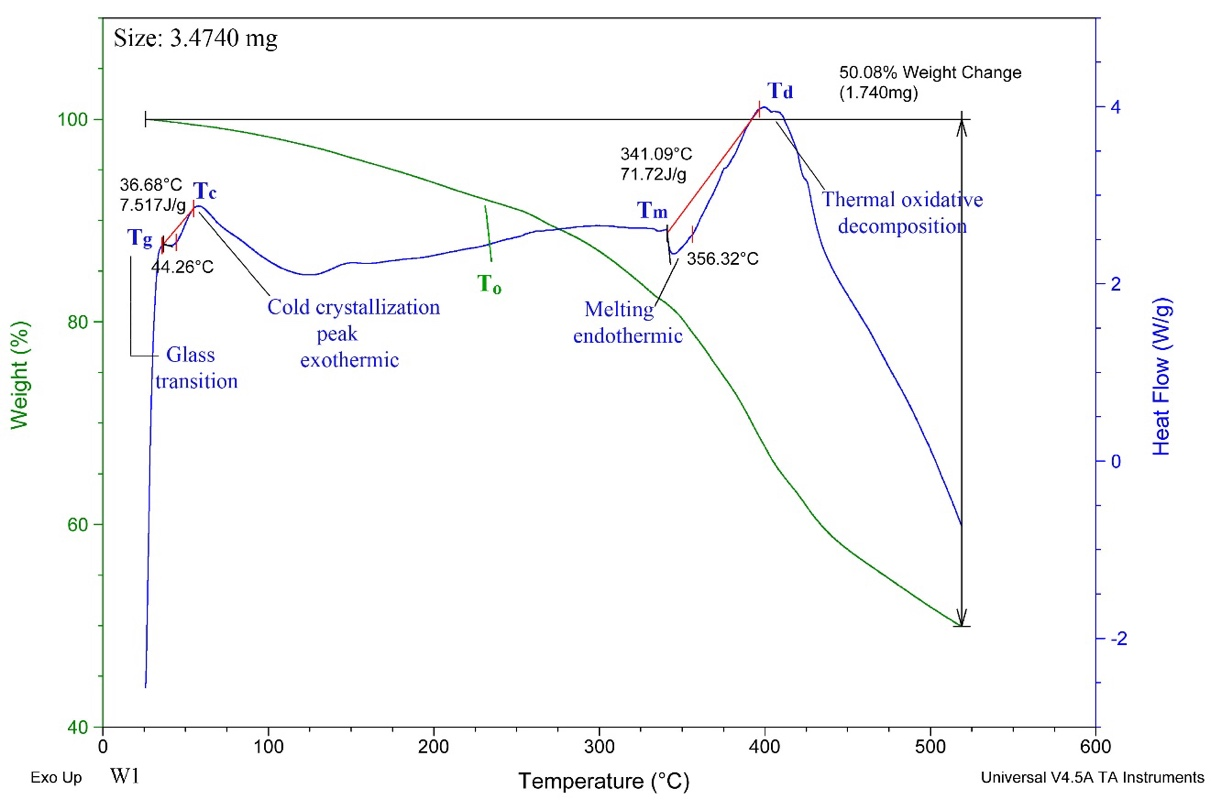 Size: 3.4740 mg
50.08% Weight Change
(1.740mg)
Td
341.09°C
71.72J/g
36.68°C
7.517J/g
Tc
Tg
Tm
Thermal oxidative
decomposition
44.26°C
356.32°C
To
Cold crystallization
peak
exothermic
Melting
endothermic
Glass
transition
100
80
60
40
Weight (%)
4
2
0
-2
Heat Flow (W/g)
0
100
200
300
400
500
600
Exo Up
W1
Temperature (°C)
Universal V4.5A TA Instruments